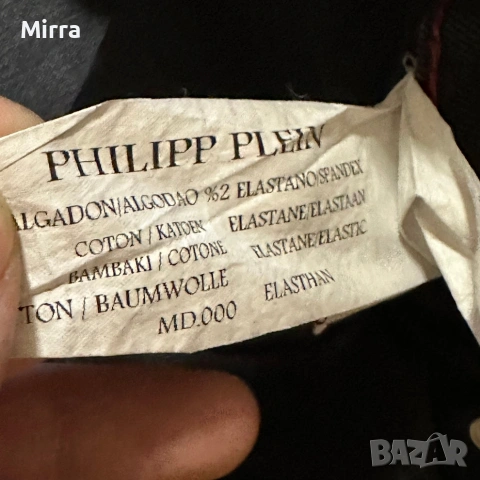 Mirra
PHILIPP PLEIN
ALGADON/ALGODAO %2 ELASTANO/SPANDEX
COTON / KATOEN ELASTANE/ELASTAAN
BAMBAKI / COTONE ELASTANE/ELASTIC
TON / BAUMWOLLE ELASTHAN
MD.000
BAZAR